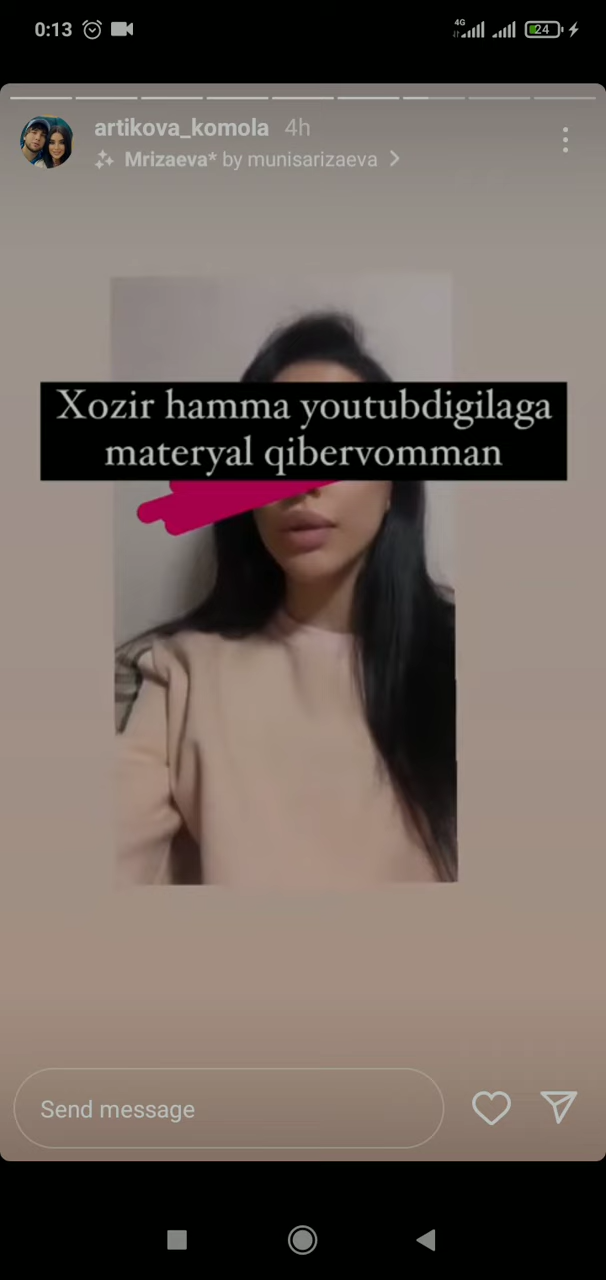 0:13
4G
24
artikova_komola 4h
Mrizaeva* by munisarizaeva
Xozir hamma youtubdigilaga
materyal qibervomman
Send message